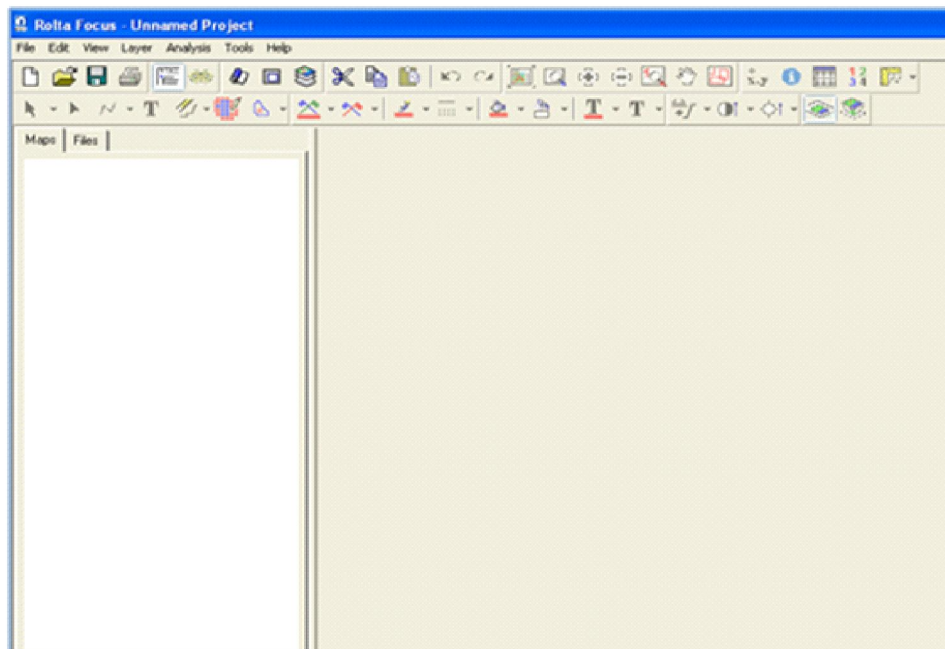 Rolta Focus - Unnamed Project
File Edit View Layer Analysis Tools Help
Maps Files